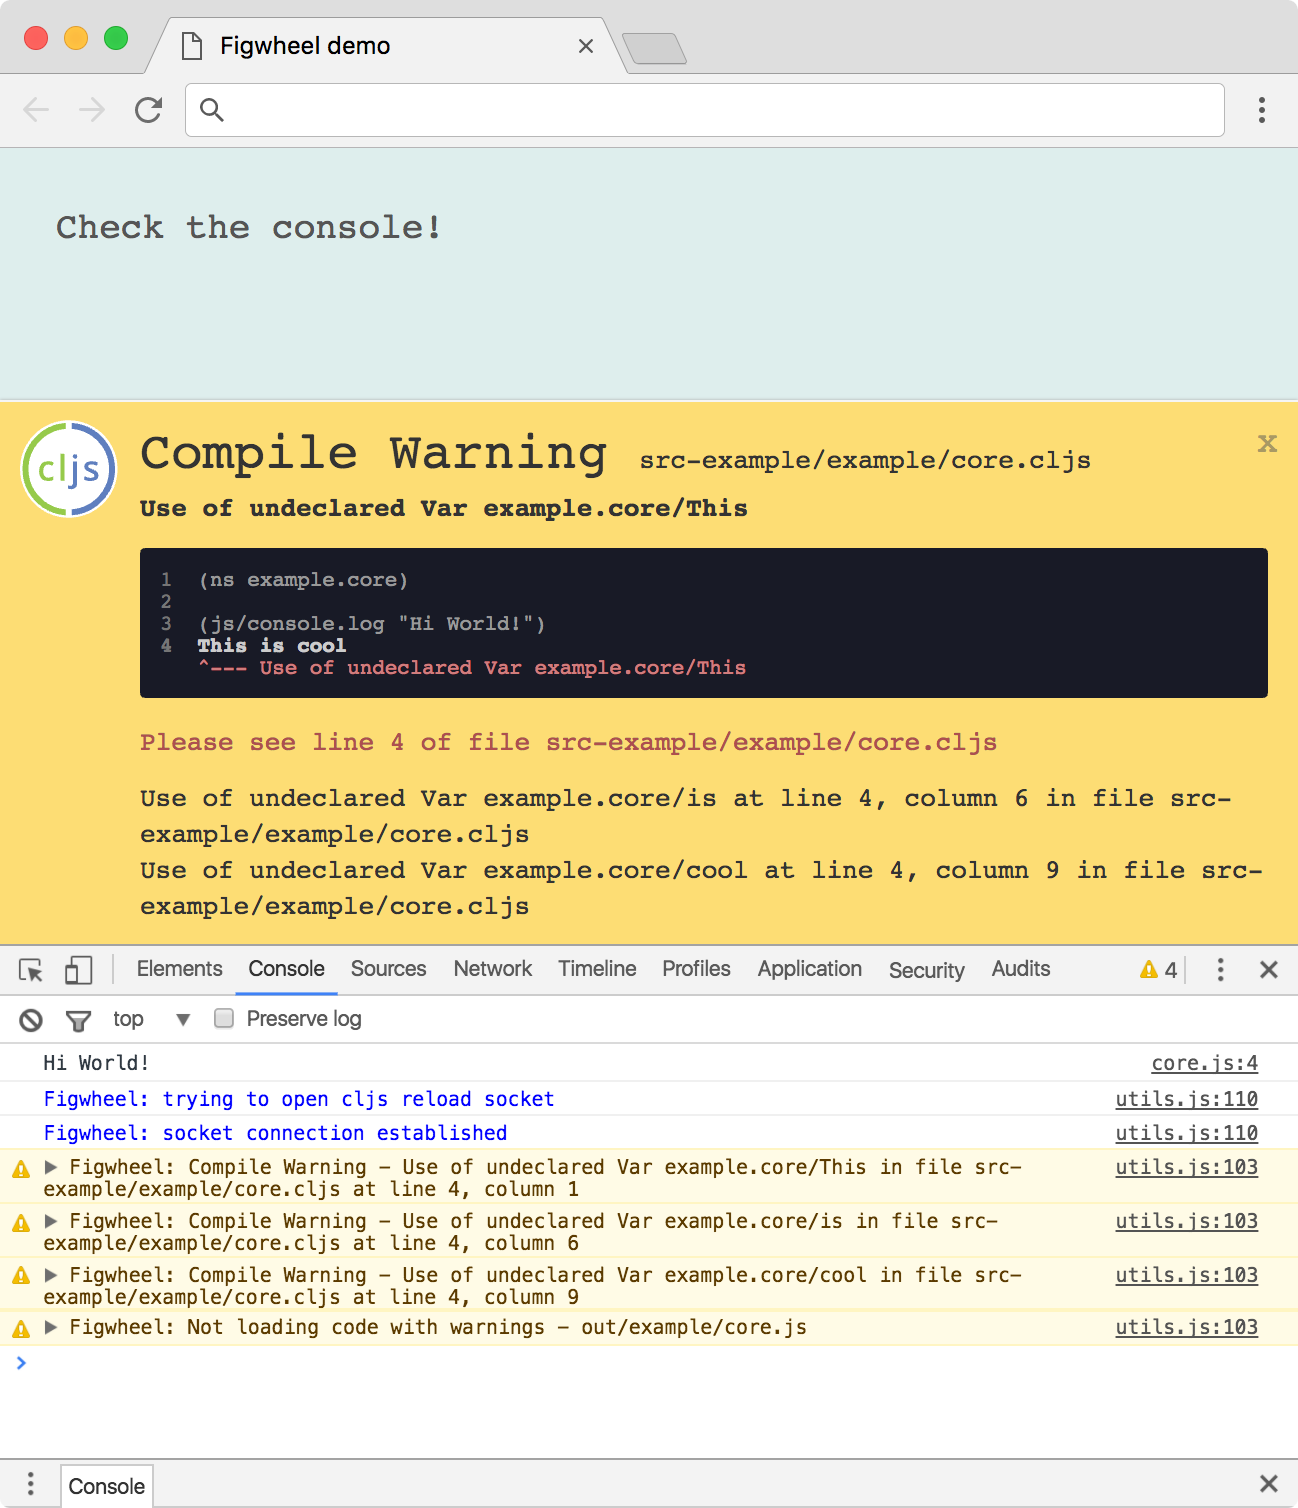 Figwheel demo
Check the console!
cljs
Compile Warning src-example/example/core.cljs
x
Use of undeclared Var example.core/This
1 (ns example.core)
2
3 (js/console.log "Hi World!")
4 This is cool
^--- Use of undeclared Var example.core/This
Please see line 4 of file src-example/example/core.cljs
Use of undeclared Var example.core/is at line 4, column 6 in file src-
example/example/core.cljs
Use of undeclared Var example.core/cool at line 4, column 9 in file src-
example/example/core.cljs
Elements Console Sources Network Timeline Profiles Application Security Audits 4
top Preserve log
Hi World! core.js:4
Figwheel: trying to open cljs reload socket utils.js:110
Figwheel: socket connection established utils.js:110
Figwheel: Compile Warning – Use of undeclared Var example.core/This in file src- utils.js:103
example/example/core.cljs at line 4, column 1
Figwheel: Compile Warning – Use of undeclared Var example.core/is in file src- utils.js:103
example/example/core.cljs at line 4, column 6
Figwheel: Compile Warning – Use of undeclared Var example.core/cool in file src- utils.js:103
example/example/core.cljs at line 4, column 9
Figwheel: Not loading code with warnings – out/example/core.js utils.js:103
Console